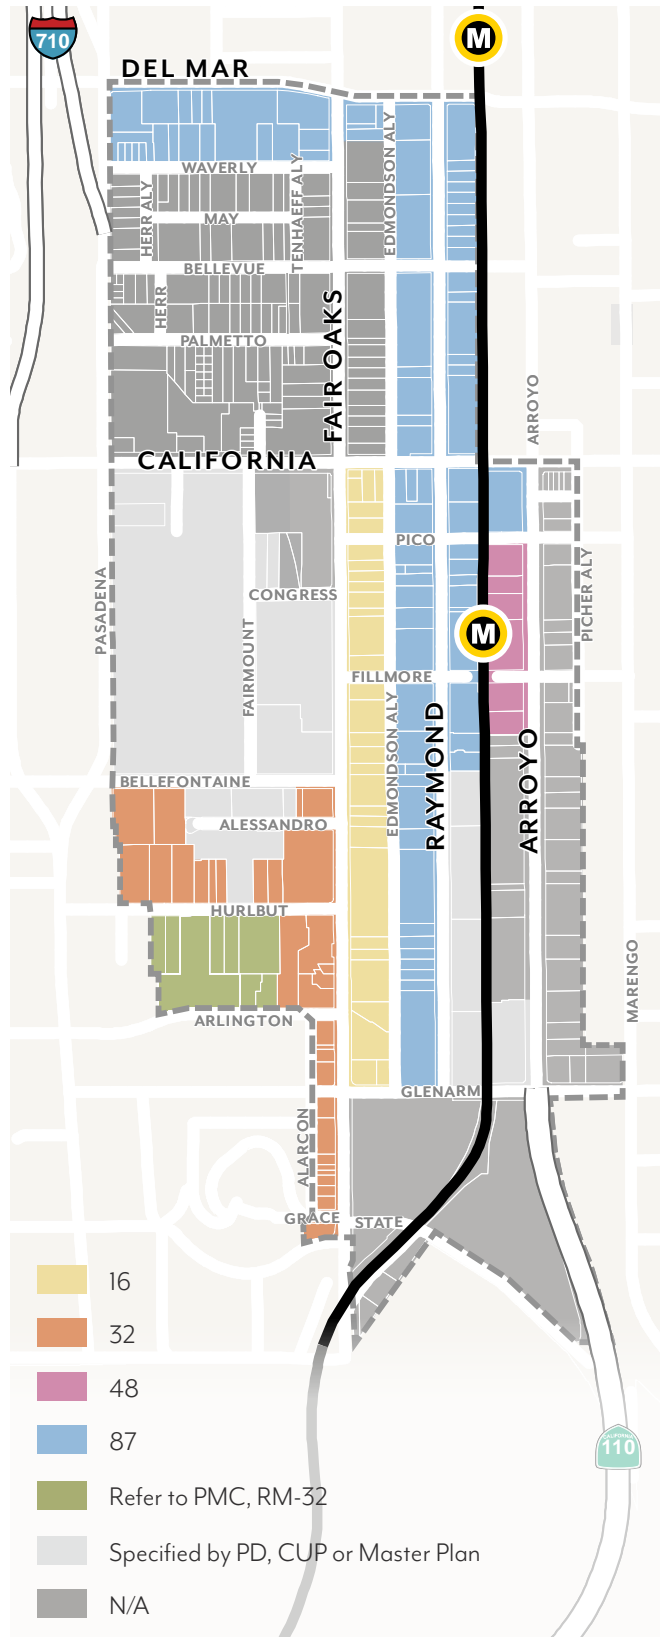 710
M
DEL MAR
WAVERLY
HERR ALY
MAY
TENHAEFF ALY
EDMONDSON ALY
BELLEVUE
HERR
PALMETTO
FAIR OAKS
CALIFORNIA
ARROYO
PICO
PASADENA
CONGRESS
PICHER ALY
M
FAIRMOUNT
FILLMORE
EDMONDSON ALY
RAYMOND
ARROYO
BELLEFONTAINE
ALESSANDRO
HURLBUT
MARENGO
ARLINGTON
GLENARM
ALARCON
GRACE
STATE
16
32
48
87
Refer to PMC, RM-32
Specified by PD, CUP or Master Plan
N/A
CALIFORNIA
110